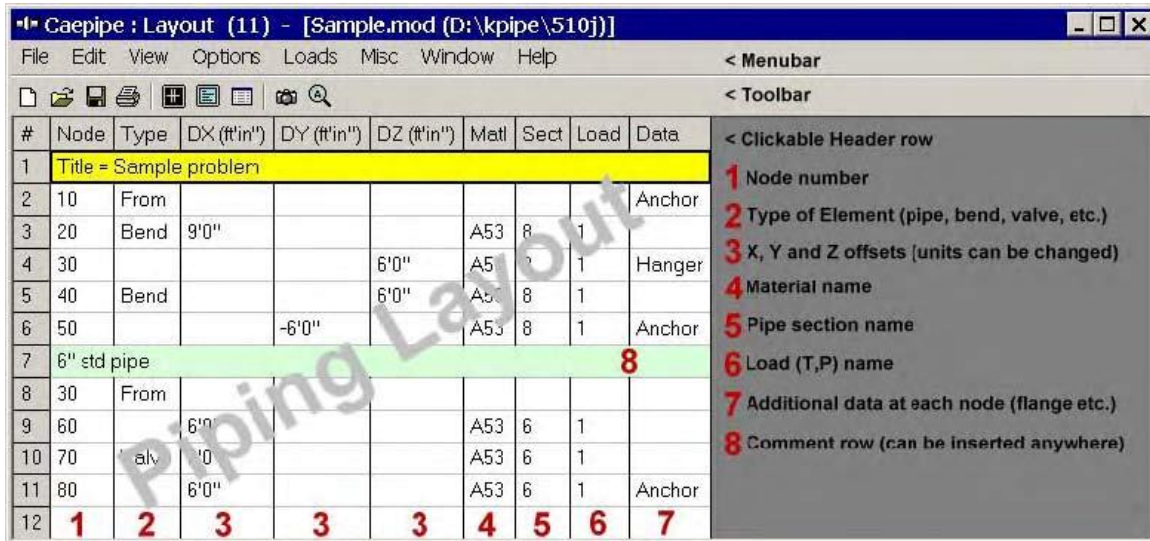 Caepipe : Layout (11) - [Sample.mod (D:\kpipe\510j)]
File Edit View Options Loads Misc Window Help
< Menubar
< Toolbar
# Node Type DX (ft'in") DY (ft'in") DZ (ft'in") Matl Sect Load Data
< Clickable Header row
1 Title = Sample problem
1 Node number
2 10 From Anchor
2 Type of Element (pipe, bend, valve, etc.)
3 20 Bend 9'0" A53 8 1
3 X, Y and Z offsets (units can be changed)
4 30 6'0" 1 Hanger
4 Material name
5 40 Bend 6'0" 8 1
5 Pipe section name
6 50 -6'0" A53 8 1 Anchor
7 6" std pipe 8
6 Load (T,P) name
8 30 From
7 Additional data at each node (flange etc.)
9 60 A53 6 1
8 Comment row (can be inserted anywhere)
10 70 A53 6 1
11 80 6'0" A53 6 1 Anchor
12 1 2 3 3 3 4 5 6 7
Piping Layout